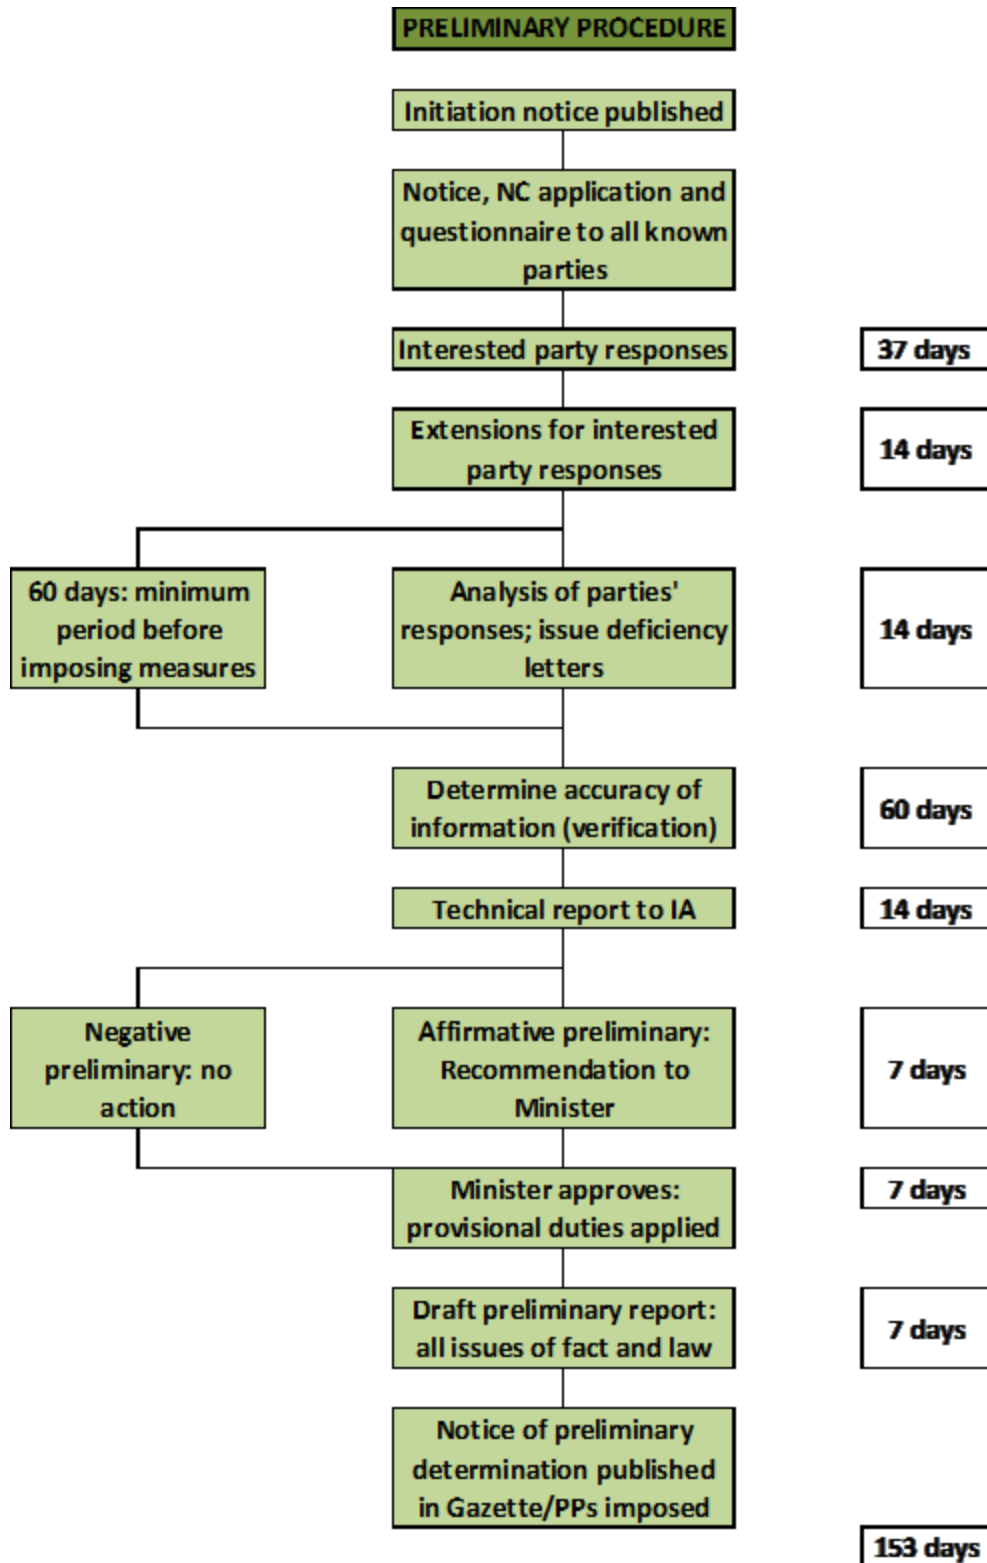 PRELIMINARY PROCEDURE
Initiation notice published
Notice, NC application and
questionnaire to all known
parties
Interested party responses
37 days
Extensions for interested
party responses
14 days
60 days: minimum
period before
imposing measures
Analysis of parties'
responses; issue deficiency
letters
14 days
Determine accuracy of
information (verification)
60 days
Technical report to IA
14 days
Negative
preliminary: no
action
Affirmative preliminary:
Recommendation to
Minister
7 days
Minister approves:
provisional duties applied
7 days
Draft preliminary report:
all issues of fact and law
7 days
Notice of preliminary
determination published
in Gazette/PPs imposed
153 days